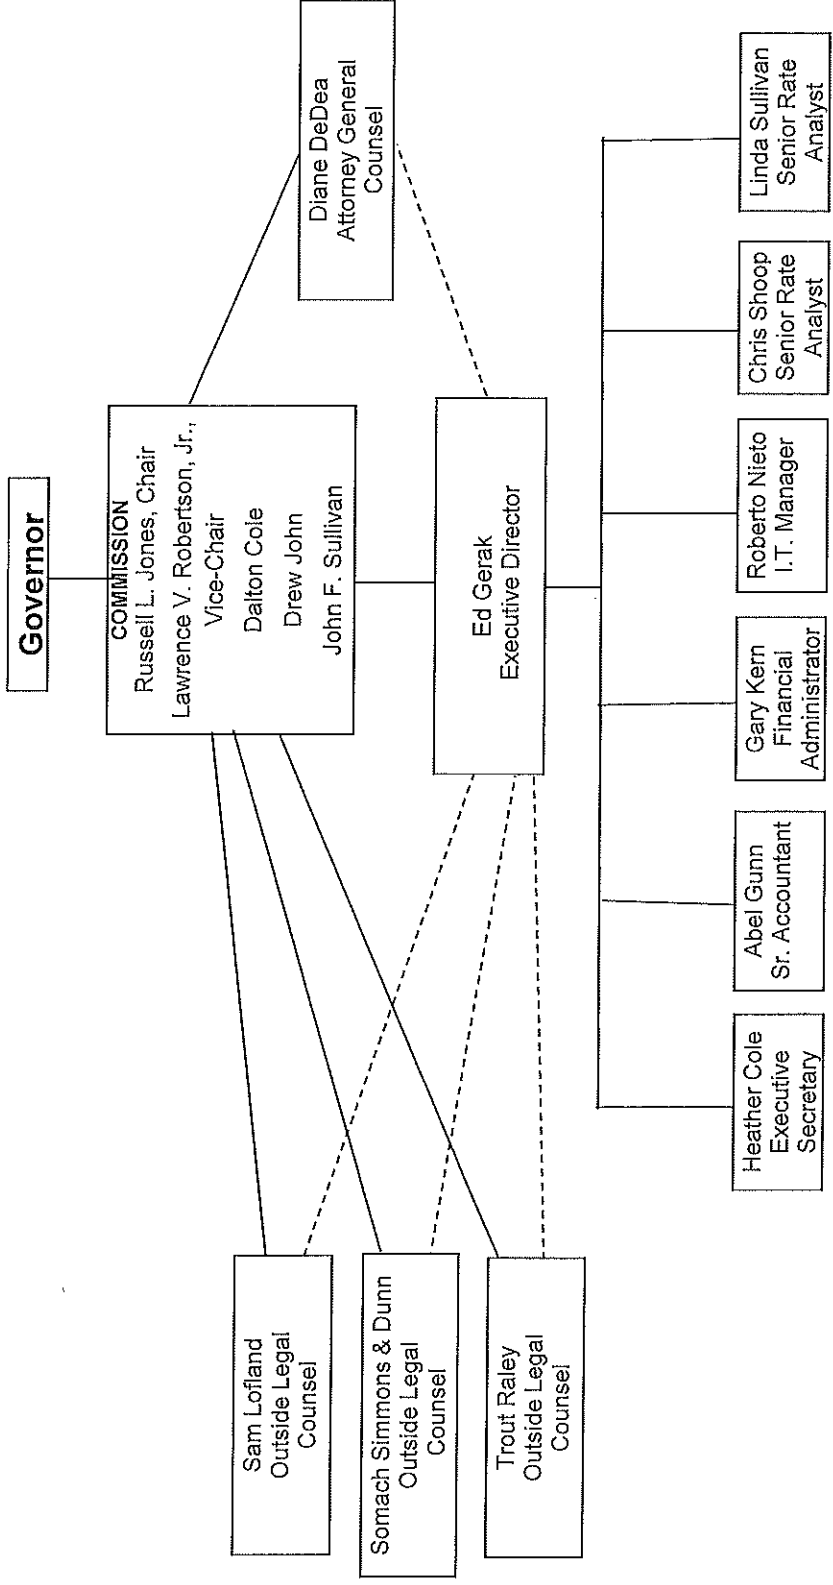 Governor
COMMISSION
Russell L. Jones, Chair
Lawrence V. Robertson, Jr.,
Vice-Chair
Dalton Cole
Drew John
John F. Sullivan
Diane DeDea
Attorney General
Counsel
Sam Lofland
Outside Legal
Counsel
Somach Simmons & Dunn
Outside Legal
Counsel
Trout Raley
Outside Legal
Counsel
Ed Gerak
Executive Director
Heather Cole
Executive
Secretary
Abel Gunn
Sr. Accountant
Gary Kern
Financial
Administrator
Roberto Nieto
I.T. Manager
Chris Shoop
Senior Rate
Analyst
Linda Sullivan
Senior Rate
Analyst